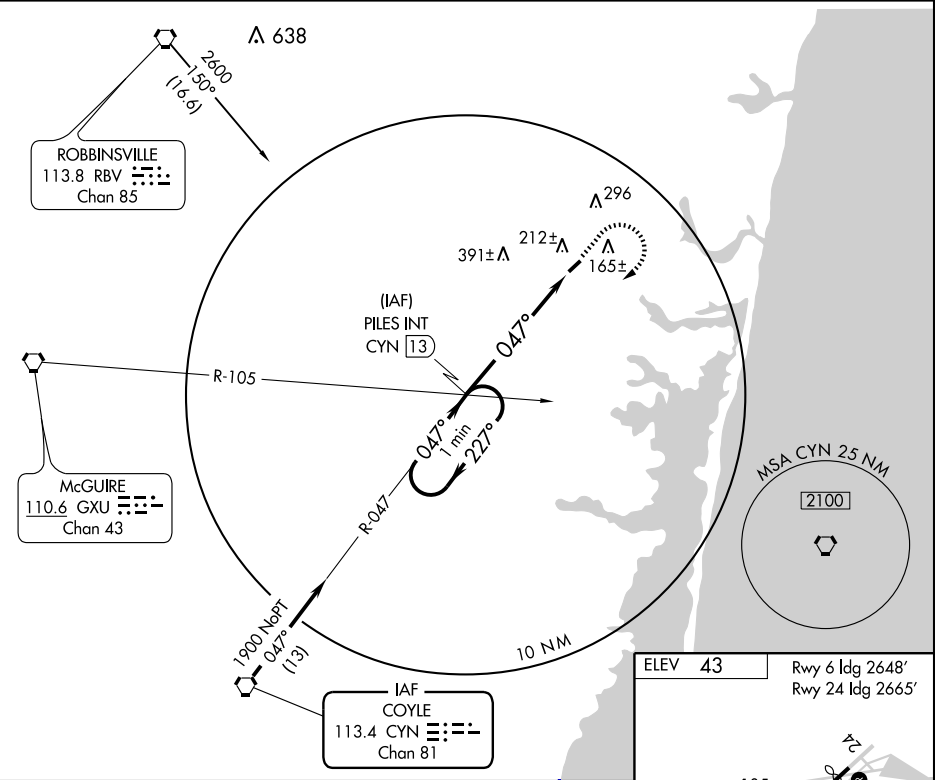 638
2600
150°
(16.6)
ROBBINSVILLE
113.8 RBV
Chan 85
296
391±
212±
165±
(IAF)
PILES INT
CYN 13
047°
R-105
047°
1 min
227°
McGUIRE
110.6 GXU
Chan 43
R-047
MSA CYN 25 NM
2100
1900 NoPT
047°
(13)
10 NM
IAF
COYLE
113.4 CYN
Chan 81
ELEV 43
Rwy 6 ldg 2648'
Rwy 24 ldg 2665'
24